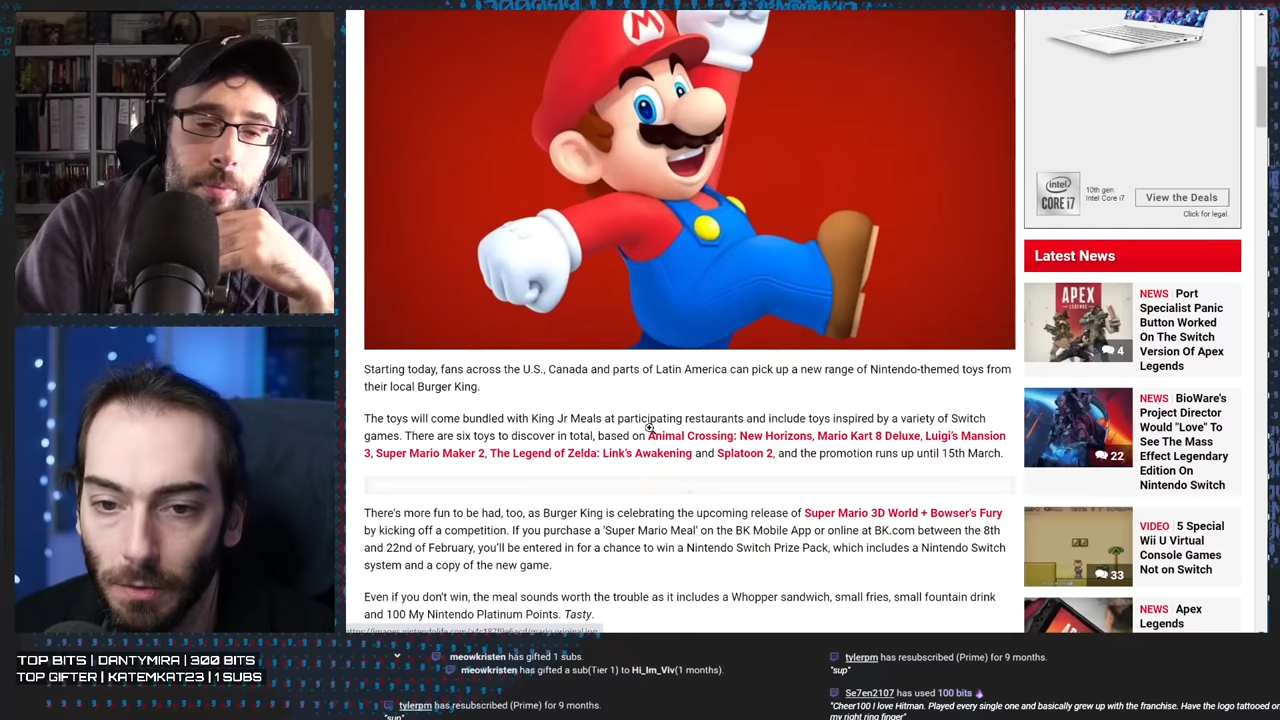 M
intel
CORE i7
10th gen
Intel Core i7
View the Deals
Click for legal.
Starting today, fans across the U.S., Canada and parts of Latin America can pick up a new range of Nintendo-themed toys from
their local Burger King.
The toys will come bundled with King Jr Meals at participating restaurants and include toys inspired by a variety of Switch
games. There are six toys to discover in total, based on Animal Crossing: New Horizons, Mario Kart 8 Deluxe, Luigi's Mansion
3, Super Mario Maker 2, The Legend of Zelda: Link's Awakening and Splatoon 2, and the promotion runs up until 15th March.
There's more fun to be had, too, as Burger King is celebrating the upcoming release of Super Mario 3D World + Bowser's Fury
by kicking off a competition. If you purchase a 'Super Mario Meal' on the BK Mobile App or online at BK.com between the 8th
and 22nd of February, you'll be entered in for a chance to win a Nintendo Switch Prize Pack, which includes a Nintendo Switch
system and a copy of the new game.
Even if you don't win, the meal sounds worth the trouble as it includes a Whopper sandwich, small fries, small fountain drink
and 100 My Nintendo Platinum Points. Tasty.
Latest News
APEX
LEGENDS
4
NEWS | Port
Specialist Panic
Button Worked
On The Switch
Version Of Apex
Legends
22
NEWS | BioWare's
Project Director
Would "Love" To
See The Mass
Effect Legendary
Edition On
Nintendo Switch
33
VIDEO | 5 Special
Wii U Virtual
Console Games
Not on Switch
NEWS | Apex
Legends
TOP BITS | DANTYMIRA | 300 BITS
TOP GIFTER | KATEMKAT23 | 1 SUBS
meowkristen has gifted 1 subs.
meowkristen has gifted a sub(Tier 1) to Hi_Im_Viv(1 months).
tylerpm has resubscribed (Prime) for 9 months.
"sup"
tylerpm has resubscribed (Prime) for 9 months.
"sup"
Se7en2107 has used 100 bits
"Cheer100 I love Hitman. Played every single one and basically grew up with the franchise. Have the logo tattooed on
my right ring finger"